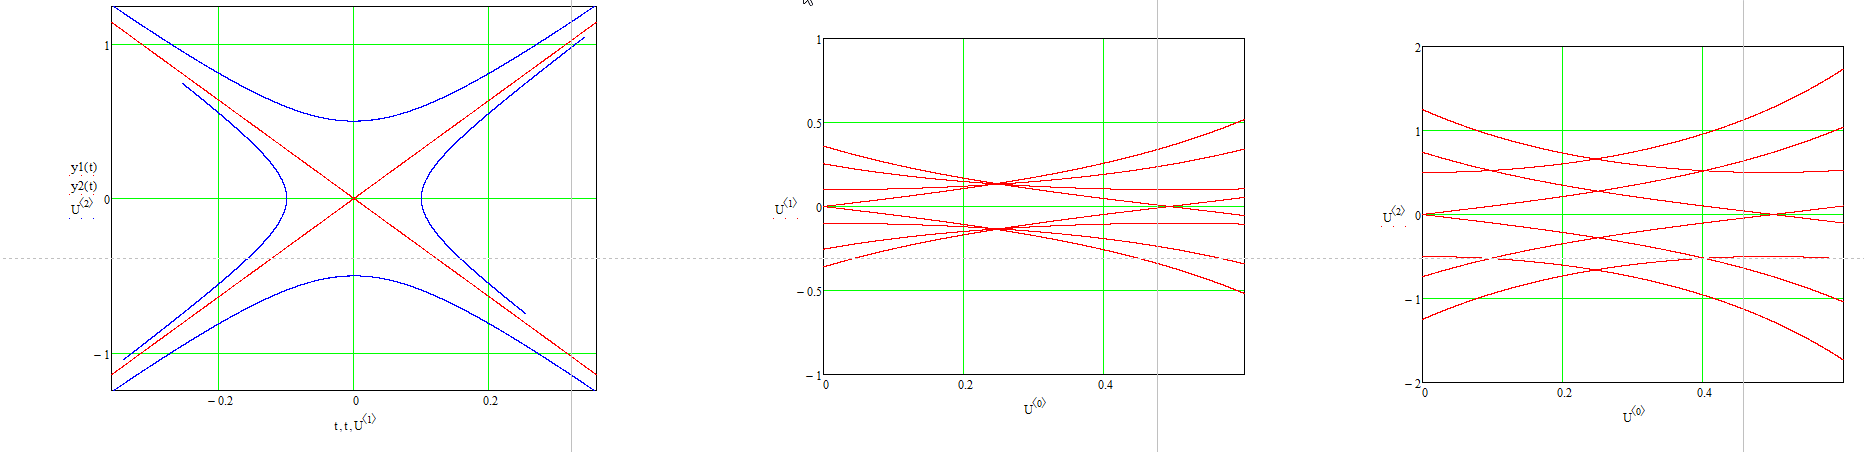 1
y1(t)
y2(t)
0
U⟨2⟩
− 1
− 0.2
0
0.2
t, t, U⟨1⟩
1
0.5
U⟨1⟩
0
− 0.5
− 1
0
0.2
0.4
U⟨0⟩
2
1
U⟨2⟩
0
− 1
− 2
0
0.2
0.4
U⟨0⟩